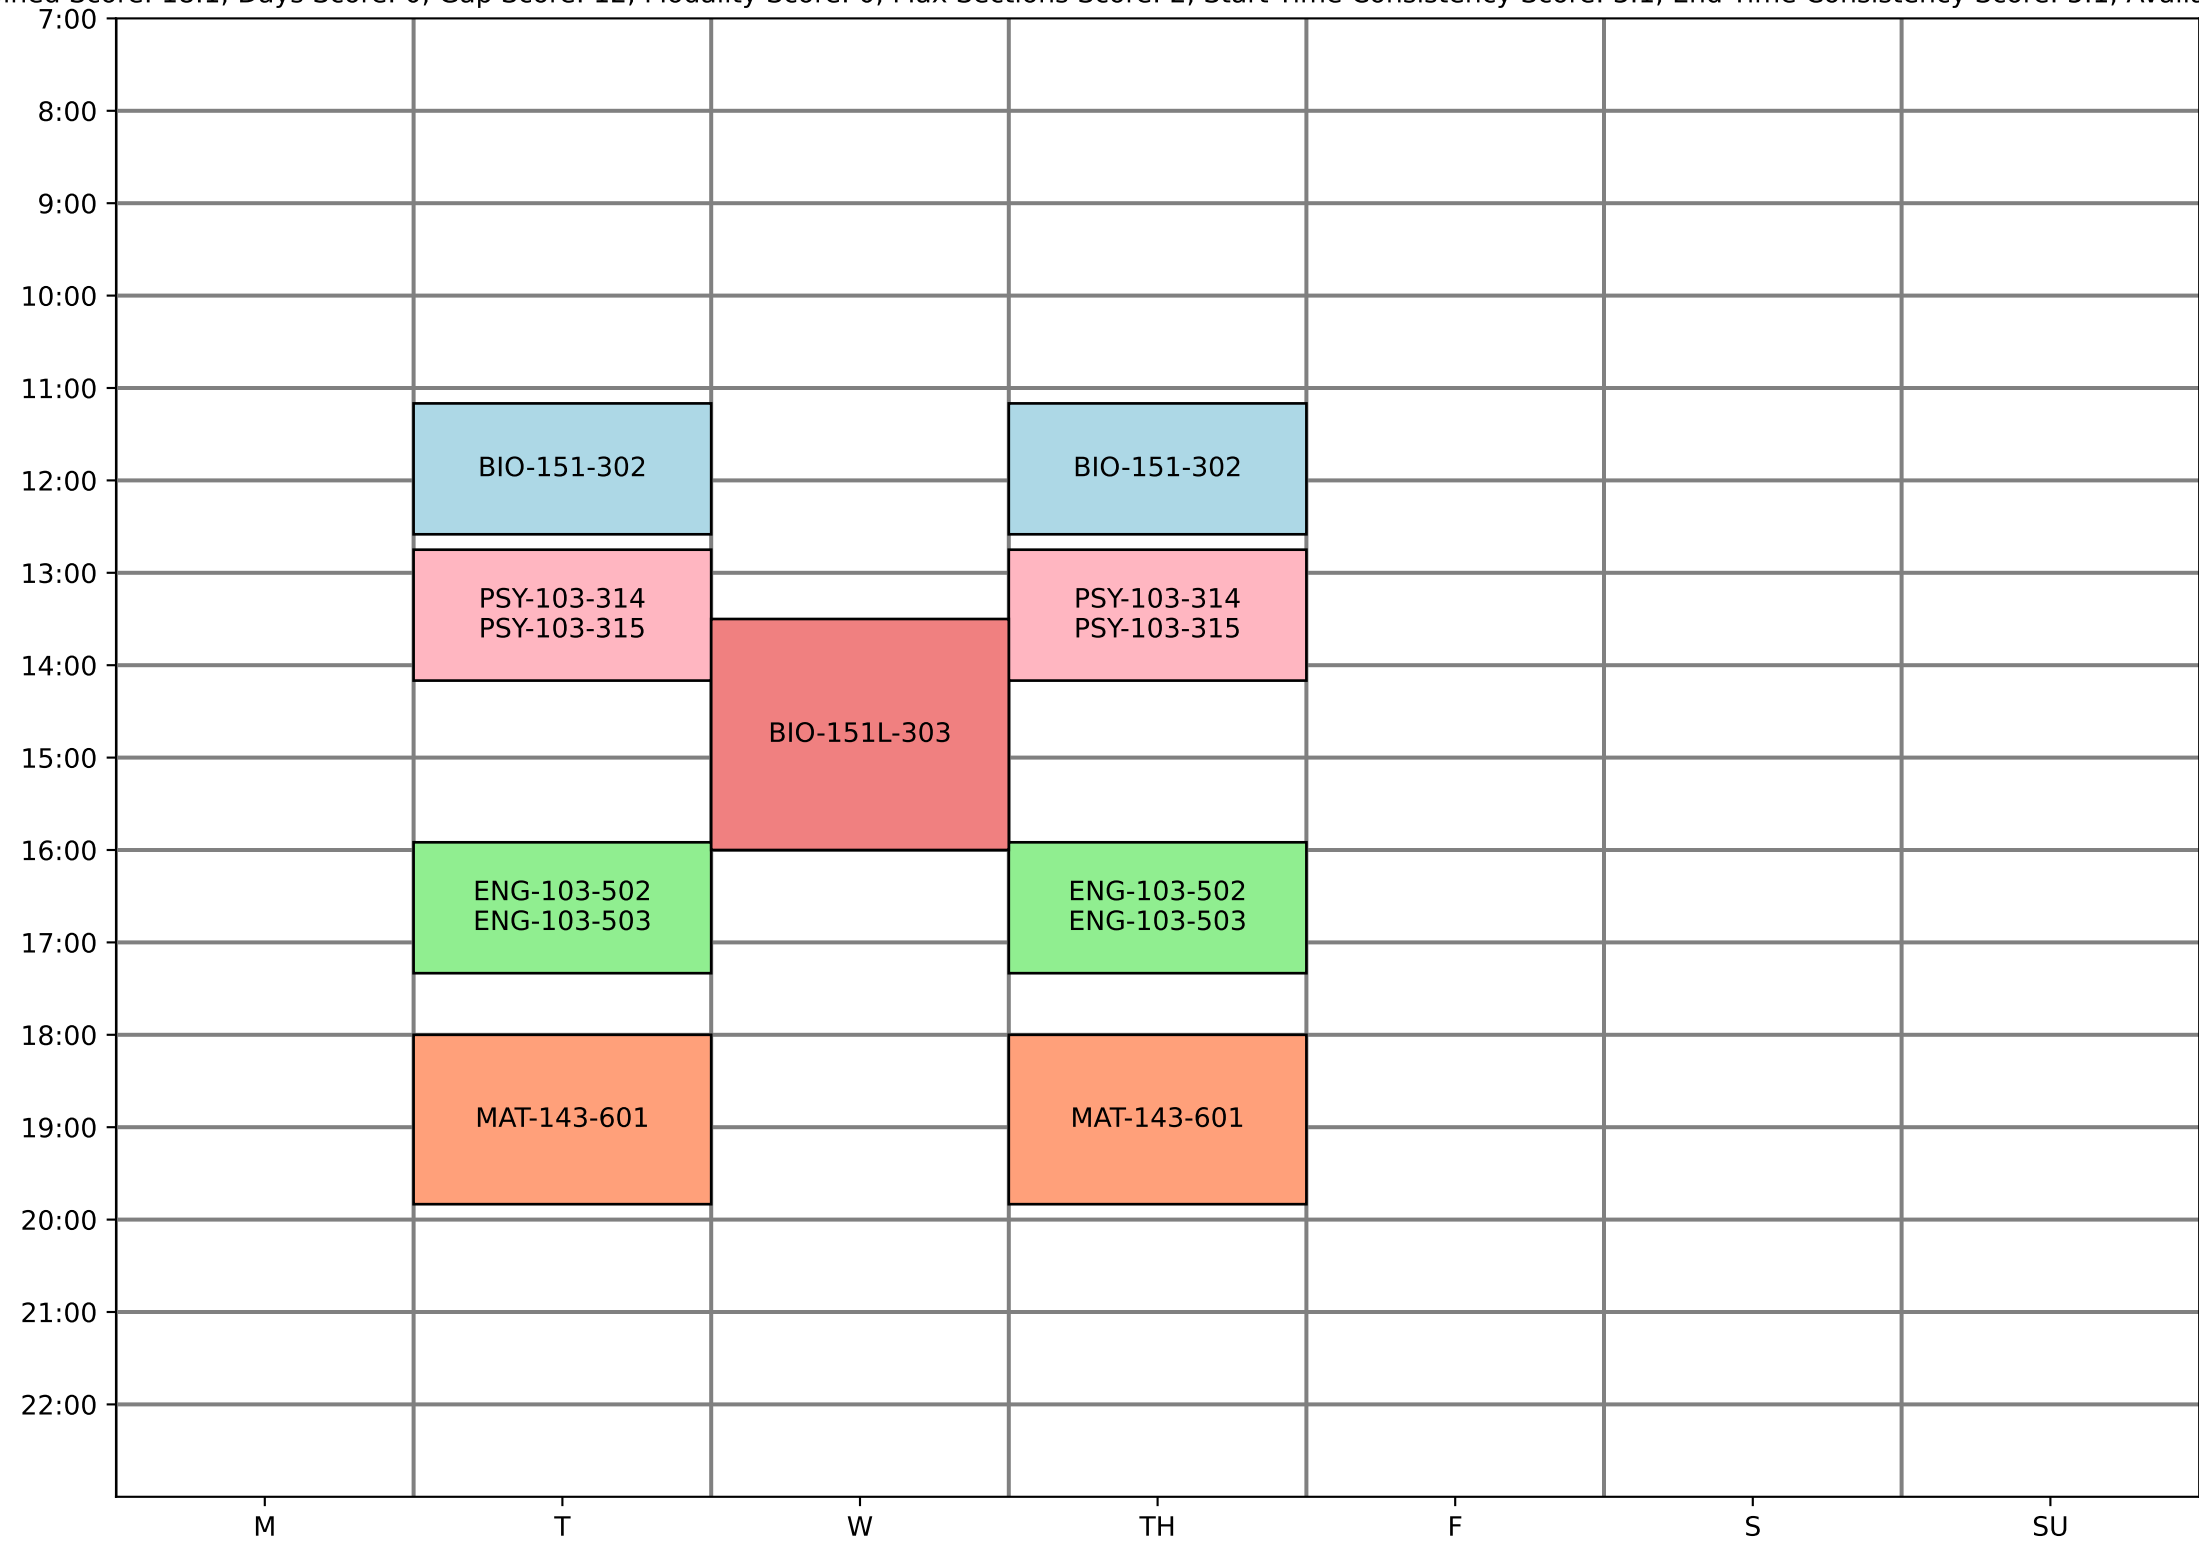 Score: 18.1, Days Score: 0, Gap Score: 12, Modality Score: 0, Max Sections Score: 2, Start Time Consistency Score: 3.1, End Time Consistency Score: 3.1,
7:00
8:00
9:00
10:00
11:00
BIO-151-302 BIO-151-302
12:00
13:00
PSY-103-314 PSY-103-314
PSY-103-315 PSY-103-315
14:00
BIO-151L-303
15:00
16:00
ENG-103-502 ENG-103-502
ENG-103-503 ENG-103-503
17:00
18:00
MAT-143-601 MAT-143-601
19:00
20:00
21:00
22:00
M T W TH F S SU